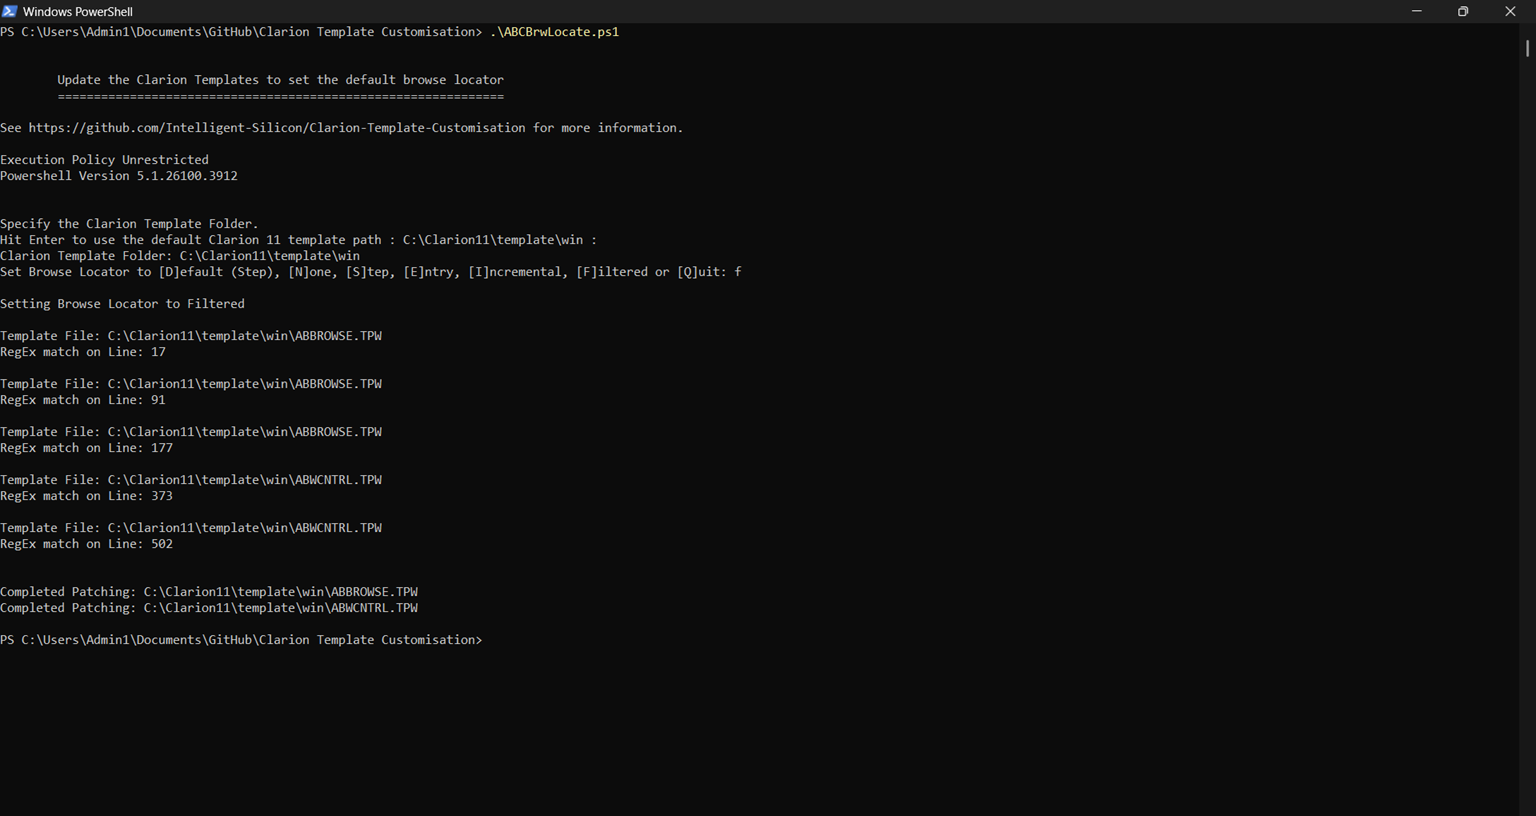 Windows PowerShell
PS C:\Users\Admin1\Documents\GitHub\Clarion Template Customisation> .\ABCBrwLocate.ps1
Update the Clarion Templates to set the default browse locator
==============================================================
See https://github.com/Intelligent-Silicon/Clarion-Template-Customisation for more information.
Execution Policy Unrestricted
Powershell Version 5.1.26100.3912
Specify the Clarion Template Folder.
Hit Enter to use the default Clarion 11 template path : C:\Clarion11\template\win :
Clarion Template Folder: C:\Clarion11\template\win
Set Browse Locator to [D]efault (Step), [N]one, [S]tep, [E]ntry, [I]ncremental, [F]iltered or [Q]uit: f
Setting Browse Locator to Filtered
Template File: C:\Clarion11\template\win\ABBROWSE.TPW
RegEx match on Line: 17
Template File: C:\Clarion11\template\win\ABBROWSE.TPW
RegEx match on Line: 91
Template File: C:\Clarion11\template\win\ABBROWSE.TPW
RegEx match on Line: 177
Template File: C:\Clarion11\template\win\ABWCNTRL.TPW
RegEx match on Line: 373
Template File: C:\Clarion11\template\win\ABWCNTRL.TPW
RegEx match on Line: 502
Completed Patching: C:\Clarion11\template\win\ABBROWSE.TPW
Completed Patching: C:\Clarion11\template\win\ABWCNTRL.TPW
PS C:\Users\Admin1\Documents\GitHub\Clarion Template Customisation>